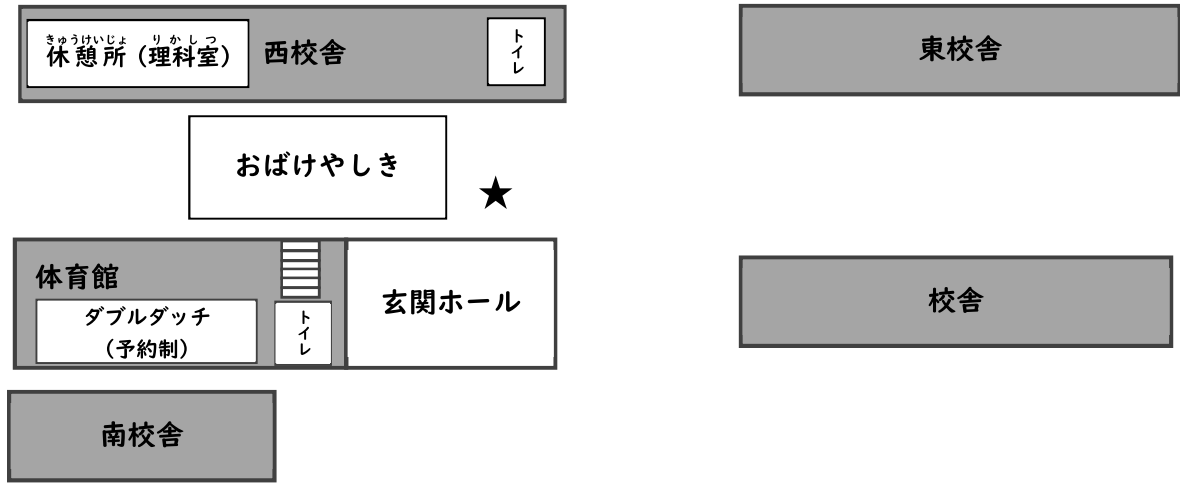 きゅうけいじょ りかしつ
休憩所(理科室)
西校舎
トイレ
東校舎
おばけやしき
★
体育館
ダブルダッチ
(予約制)
トイレ
玄関ホール
校舎
南校舎